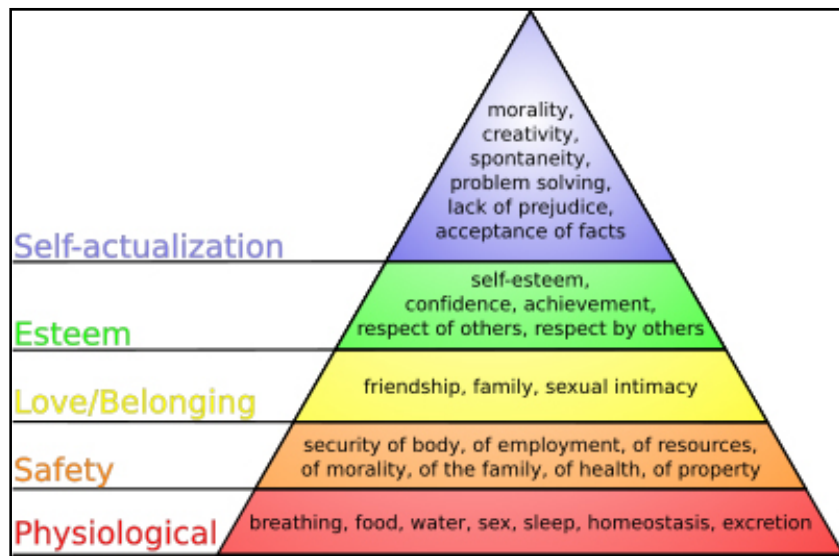 morality,
creativity,
spontaneity,
problem solving,
lack of prejudice,
acceptance of facts
Self-actualization
self-esteem,
confidence, achievement,
respect of others, respect by others
Esteem
friendship, family, sexual intimacy
Love/Belonging
security of body, of employment, of resources,
of morality, of the family, of health, of property
Safety
breathing, food, water, sex, sleep, homeostasis, excretion
Physiological